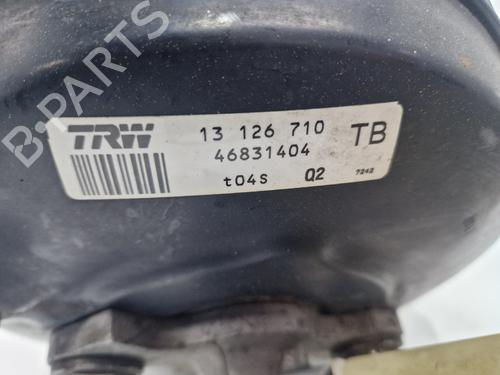 TRW
13 126 710
TB
46831404
t04s Q2 7242
B-PARTS